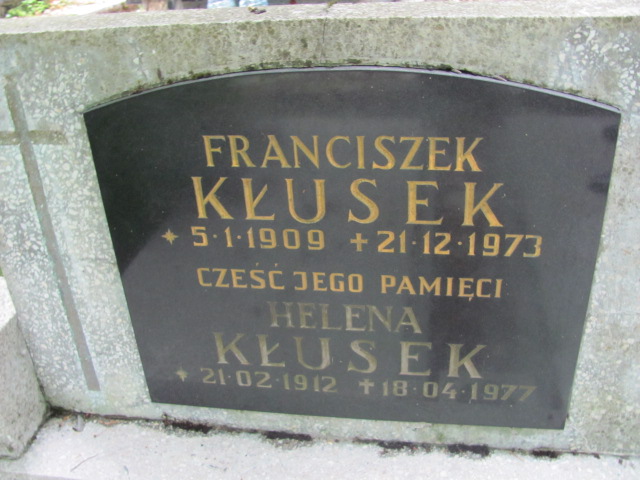 FRANCISZEK
KŁUSEK
✦ 5·1·1909 ✝ 21·12·1973
CZEŚĆ JEGO PAMIĘCI
HELENA
KŁUSEK
✦ 21·02·1912 ✝ 18·04·1977